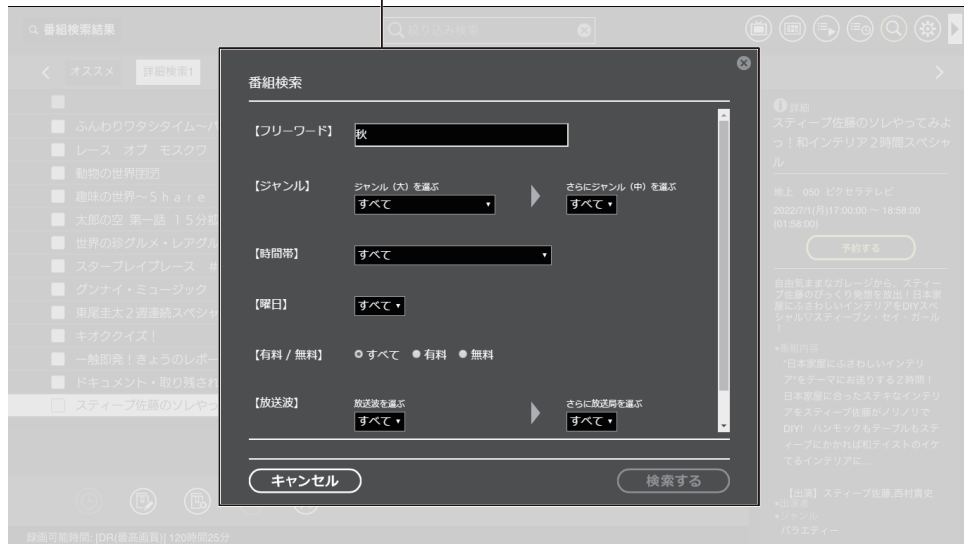 番組検索結果
絞り込み検索
オススメ
詳細検索1
ふんわりワタシタイム～パ
レース オブ モスクワ
動物の世界
趣味の世界～Ｓｈａｒｅ
太郎の空 第一話 １５分拡
世界の珍グルメ・レアグル
スタープレイプレース #
グンナイ・ミュージック
東尾圭太２週連続スペシャ
キオククイズ！
一触即発！きょうのレポー
ドキュメント・取り残され
スティーブ佐藤のソレやっ
録画可能時間: [DR(最高画質)] 120時間25分
番組検索
【フリーワード】
秋
【ジャンル】
ジャンル（大）を選ぶ
さらにジャンル（中）を選ぶ
すべて
すべて
【時間帯】
すべて
【曜日】
すべて
【有料 / 無料】
すべて 有料 無料
【放送波】
放送波を選ぶ
さらに放送局を選ぶ
すべて
すべて
キャンセル
検索する
詳細
スティーブ佐藤のソレやってみよ
っ！和インテリア２時間スペシャ
ル
地上 050 ピクセラテレビ
2022/7/1(月)17:00:00 ～ 18:58:00
(01:58:00)
予約する
自由気ままなガレージから、スティー
ブ佐藤のびっくり発想を放出！日本家
屋にふさわしいインテリアをDIYスペ
シャル▽スティーブン・セイ・ガール
！
●番組内容
“日本家屋にふさわしいインテリ
ア”をテーマにお送りする２時間！
日本家屋に合ったステキなインテリ
アをスティーブ佐藤がノリノリで
DIY! ハンモックもテーブルもステ
ィーブにかかれば和テイストのイケ
てるインテリアに...
【出演】スティーブ佐藤,西村貴史
●出演者
●ジャンル
バラエティー